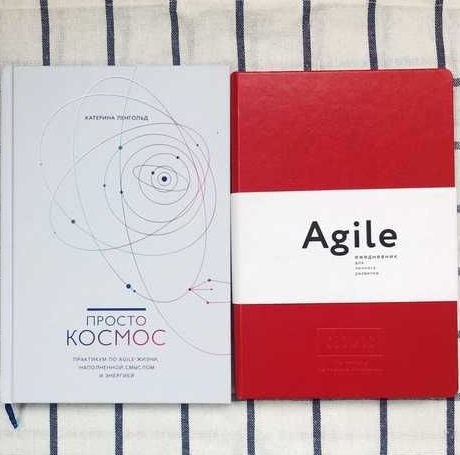 КАТЕРИНА ЛЕНГОЛЬД
ПРОСТО
КОСМОС
ПРАКТИКУМ ПО AGILE-ЖИЗНИ,
НАПОЛНЕННОЙ СМЫСЛОМ
И ЭНЕРГИЕЙ
Agile
ежедневник
для
личного
развития